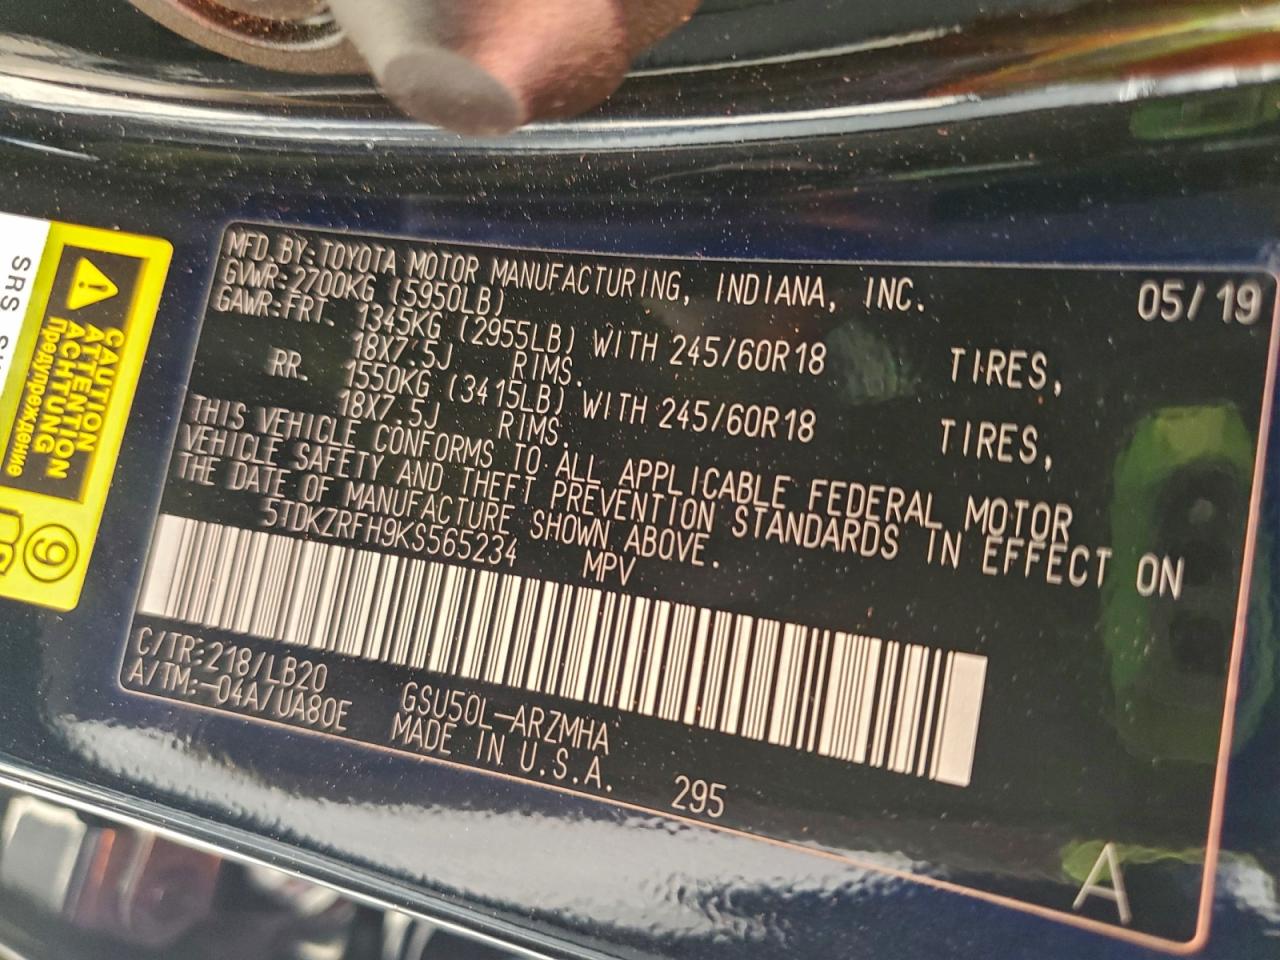 MFD.BY:TOYOTA MOTOR MANUFACTURING, INDIANA, INC. 05/19
GVWR:2700KG (5950LB)
GAWR:FRT. 1345KG (2955LB) WITH 245/60R18 TIRES,
18X7.5J RIMS.
RR. 1550KG (3415LB) WITH 245/60R18 TIRES,
18X7.5J RIMS.
THIS VEHICLE CONFORMS TO ALL APPLICABLE FEDERAL MOTOR
VEHICLE SAFETY AND THEFT PREVENTION STANDARDS IN EFFECT ON
THE DATE OF MANUFACTURE SHOWN ABOVE.
5TDKZRFH9KS565234 MPV
C/TR:218/LB20 GSU50L-ARZMHA
A/TM:-04A/UA80E MADE IN U.S.A. 295
A
CAUTION
ATTENTION
ACHTUNG
Предупреждение
9
SRS